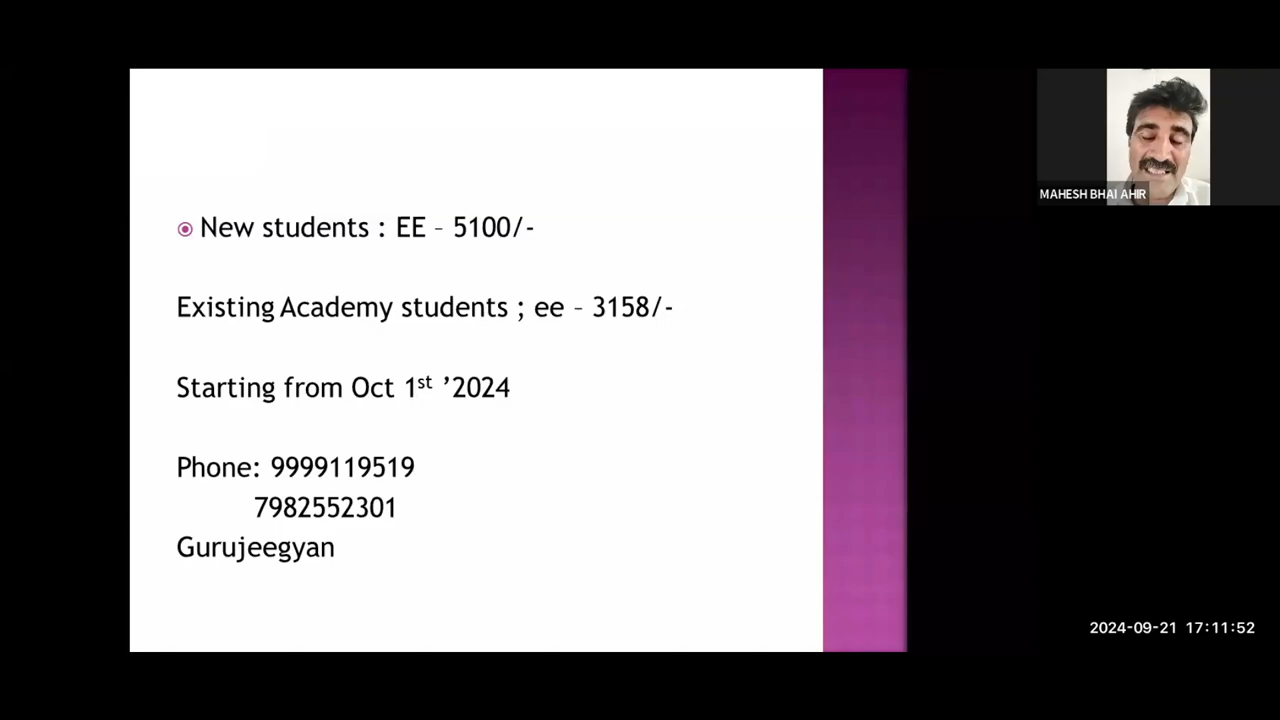 New students : EE – 5100/-
Existing Academy students ; ee – 3158/-
Starting from Oct 1st ’2024
Phone: 9999119519
7982552301
Gurujeegyan
MAHESH BHAI AHIR
2024-09-21 17:11:52